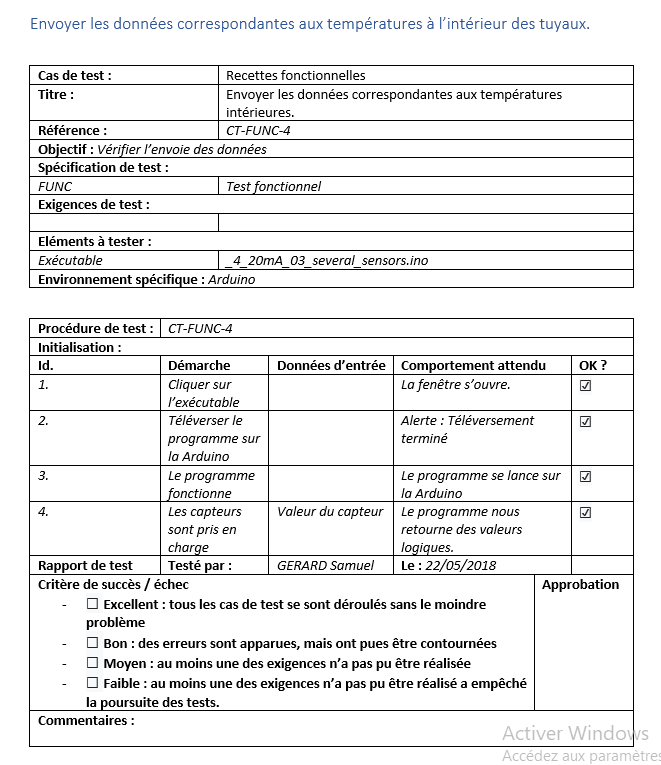 Envoyer les données correspondantes aux températures à l'intérieur des tuyaux.
Cas de test :
Recettes fonctionnelles
Titre :
Envoyer les données correspondantes aux températures
intérieures.
Référence :
CT-FUNC-4
Objectif : Vérifier l'envoie des données
Spécification de test :
FUNC
Test fonctionnel
Exigences de test :
Eléments à tester :
Exécutable
_4_20mA_03_several_sensors.ino
Environnement spécifique : Arduino
Procédure de test :
CT-FUNC-4
Initialisation :
Id.
Démarche
Données d'entrée
Comportement attendu
OK ?
1.
Cliquer sur
l'exécutable
La fenêtre s'ouvre.
☑
2.
Téléverser le
programme sur
la Arduino
Alerte : Téléversement
terminé
☑
3.
Le programme
fonctionne
Le programme se lance sur
la Arduino
☑
4.
Les capteurs
sont pris en
charge
Valeur du capteur
Le programme nous
retourne des valeurs
logiques.
☑
Rapport de test
Testé par :
GERARD Samuel
Le : 22/05/2018
Critère de succès / échec
Approbation
- ☐ Excellent : tous les cas de test se sont déroulés sans le moindre
problème
- ☐ Bon : des erreurs sont apparues, mais ont pues être contournées
- ☐ Moyen : au moins une des exigences n'a pas pu être réalisée
- ☐ Faible : au moins une des exigences n'a pas pu être réalisé a empêché
la poursuite des tests.
Commentaires :
Activer Windows
Accédez aux paramètres